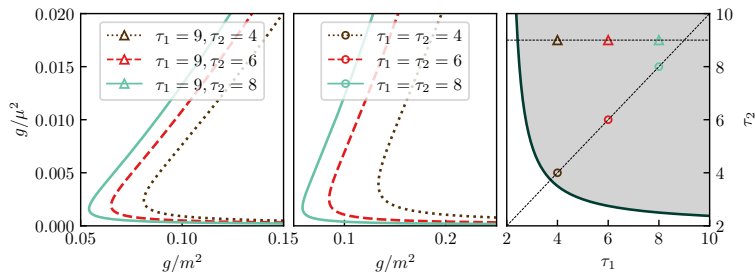 0.020
0.015
0.010
0.005
0.000
g/μ²
τ₁ = 9, τ₂ = 4
τ₁ = 9, τ₂ = 6
τ₁ = 9, τ₂ = 8
0.05
0.10
0.15
g/m²
τ₁ = τ₂ = 4
τ₁ = τ₂ = 6
τ₁ = τ₂ = 8
0.1
0.2
g/m²
10
8
6
4
2
τ₂
2
4
6
8
10
τ₁